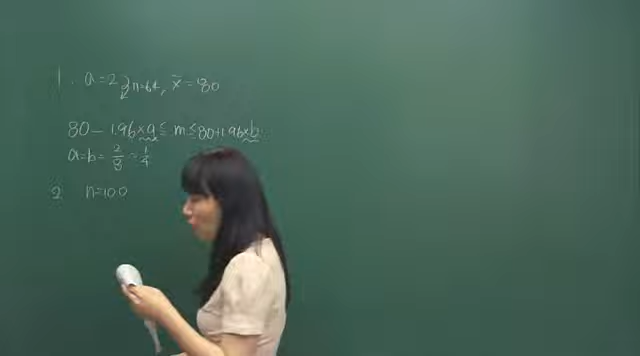 1. a=2, n=64, x̄=80
80-1.96×a≤m≤80+1.96×b
a=b=2/8=1/4
2 n=100